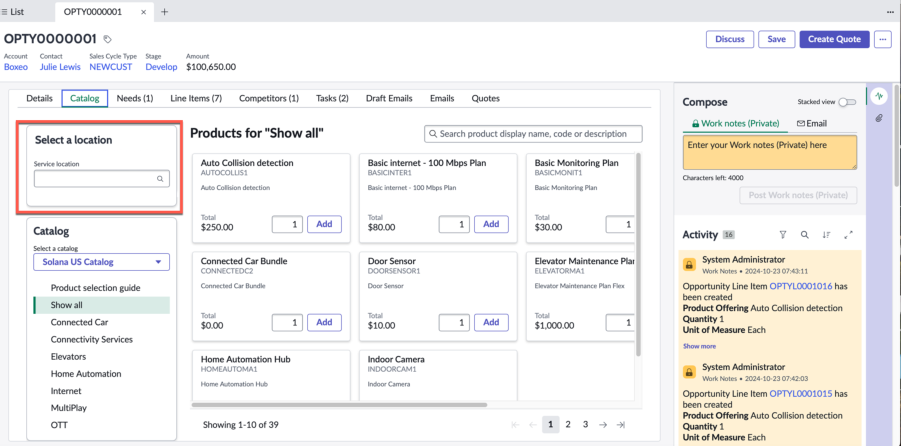 List
OPTY0000001
OPTY0000001
Discuss
Save
Create Quote
Account
Contact
Sales Cycle Type
Stage
Amount
Boxeo
Julie Lewis
NEWCUST
Develop
$100,650.00
Details
Catalog
Needs (1)
Line Items (7)
Competitors (1)
Tasks (2)
Draft Emails
Emails
Quotes
Select a location
Service location
Catalog
Select a catalog
Solana US Catalog
Product selection guide
Show all
Connected Car
Connectivity Services
Elevators
Home Automation
Internet
MultiPlay
OTT
Products for "Show all"
Search product display name, code or description
Auto Collision detection
AUTOCOLLIS1
Auto Collision detection
Total
$250.00
1
Add
Basic internet - 100 Mbps Plan
BASICINTER1
Basic internet - 100 Mbps Plan
Total
$80.00
1
Add
Basic Monitoring Plan
BASICMONIT1
Basic Monitoring Plan
Total
$30.00
1
Connected Car Bundle
CONNECTEDC2
Connected Car Bundle
Total
$0.00
1
Add
Door Sensor
DOORSENSOR1
Door Sensor
Total
$10.00
1
Add
Elevator Maintenance Plan
ELEVATORMA1
Elevator Maintenance Plan Flex
Total
$1,000.00
1
Home Automation Hub
HOMEAUTOMA1
Home Automation Hub
Indoor Camera
INDOORCAM1
Indoor Camera
Showing 1-10 of 39
1
2
3
Compose
Stacked view
Work notes (Private)
Email
Enter your Work notes (Private) here
Characters left: 4000
Post Work notes (Private)
Activity 16
System Administrator
Work Notes • 2024-10-23 07:43:11
Opportunity Line Item OPTYL0001016 has
been created
Product Offering Auto Collision detection
Quantity 1
Unit of Measure Each
Show more
System Administrator
Work Notes • 2024-10-23 07:42:03
Opportunity Line Item OPTYL0001015 has
been created
Product Offering Auto Collision detection
Quantity 1
Unit of Measure Each